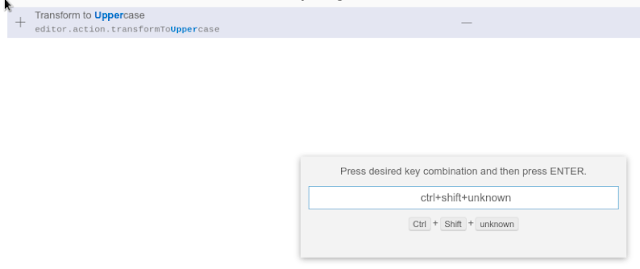 Transform to Uppercase
editor.action.transformToUppercase
—
Press desired key combination and then press ENTER.
ctrl+shift+unknown
Ctrl + Shift + unknown